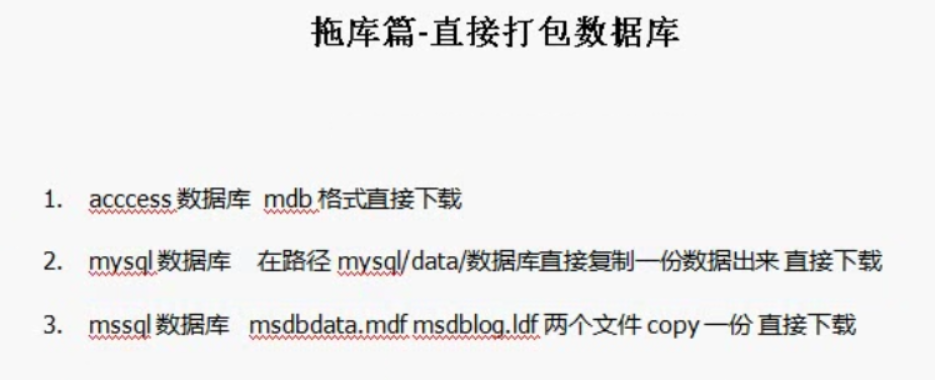 拖库篇-直接打包数据库
1. acccess 数据库 mdb 格式直接下载
2. mysql 数据库 在路径 mysql/data/数据库直接复制一份数据出来 直接下载
3. mssql 数据库 msdbdata.mdf msdblog.ldf 两个文件 copy 一份 直接下载